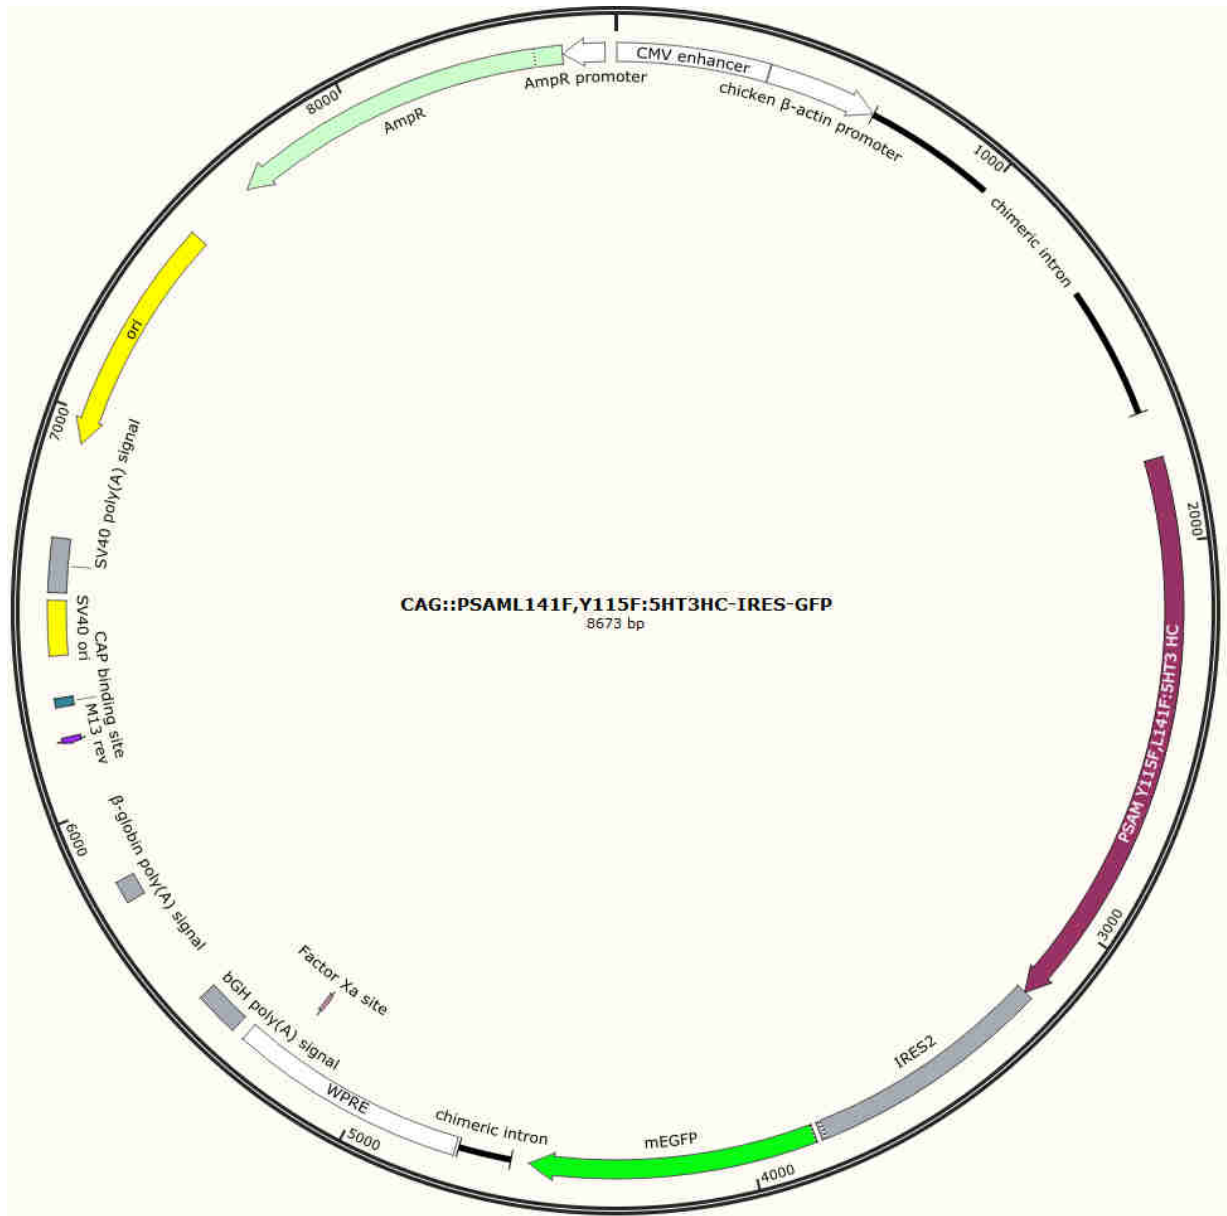 CMV enhancer
chicken β-actin promoter
1000
chimeric intron
2000
PSAM Y115F,L141F:5HT3 HC
3000
IRES2
4000
mEGFP
chimeric intron
5000
WPRE
Factor Xa site
bGH poly(A) signal
β-globin poly(A) signal
6000
M13 rev
CAP binding site
SV40 ori
SV40 poly(A) signal
7000
ori
8000
AmpR
AmpR promoter
CAG::PSAML141F,Y115F:5HT3HC-IRES-GFP
8673 bp